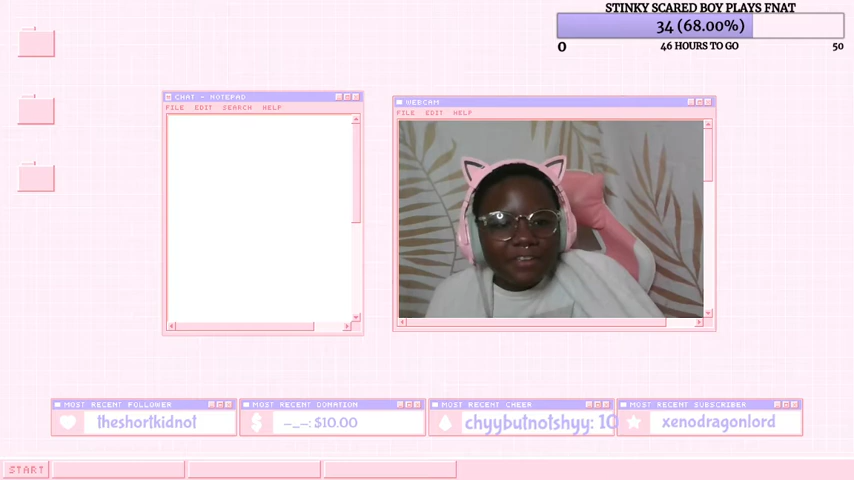 STINKY SCARED BOY PLAYS FNAT
34 (68.00%)
0
46 HOURS TO GO
50
CHAT - NOTEPAD
FILE EDIT SEARCH HELP
WEBCAM
FILE EDIT HELP
MOST RECENT FOLLOWER
theshortkidnot
MOST RECENT DONATION
$
-_-: $10.00
MOST RECENT CHEER
chyybutnotshyy: 10
MOST RECENT SUBSCRIBER
xenodragonlord
START